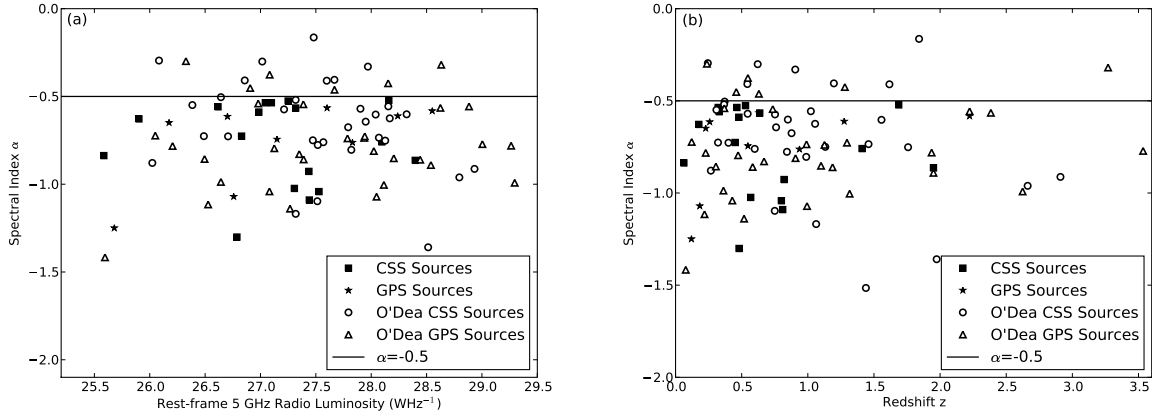 (a)
0.0
−0.5
−1.0
−1.5
−2.0
Spectral Index α
25.5 26.0 26.5 27.0 27.5 28.0 28.5 29.0 29.5
Rest-frame 5 GHz Radio Luminosity (WHz⁻¹)
CSS Sources
GPS Sources
O'Dea CSS Sources
O'Dea GPS Sources
α=-0.5
(b)
0.0
−0.5
−1.0
−1.5
−2.0
Spectral Index α
0.0 0.5 1.0 1.5 2.0 2.5 3.0 3.5
Redshift z
CSS Sources
GPS Sources
O'Dea CSS Sources
O'Dea GPS Sources
α=-0.5